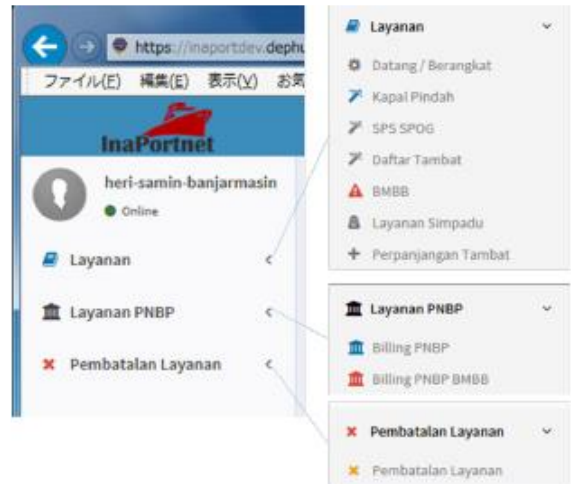 https://inaportdev.dephu
ファイル(F) 編集(E) 表示(V) お気
InaPortnet
heri-samin-banjarmasin
Online
Layanan
Layanan PNBP
Pembatalan Layanan
Layanan
Datang / Berangkat
Kapal Pindah
SPS SPOG
Daftar Tambat
BMBB
Layanan Simpadu
Perpanjangan Tambat
Layanan PNBP
Billing PNBP
Billing PNBP BMBB
Pembatalan Layanan
Pembatalan Layanan